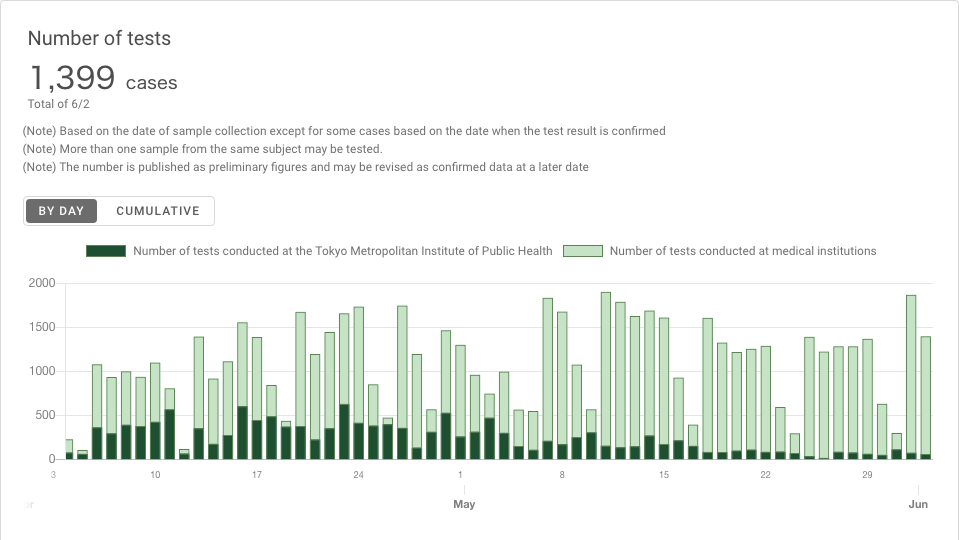 Number of tests
1,399 cases
Total of 6/2
(Note) Based on the date of sample collection except for some cases based on the date when the test result is confirmed
(Note) More than one sample from the same subject may be tested.
(Note) The number is published as preliminary figures and may be revised as confirmed data at a later date
BY DAY CUMULATIVE
Number of tests conducted at the Tokyo Metropolitan Institute of Public Health Number of tests conducted at medical institutions
2000
1500
1000
500
0
3 10 17 24 1 8 15 22 29
May Jun